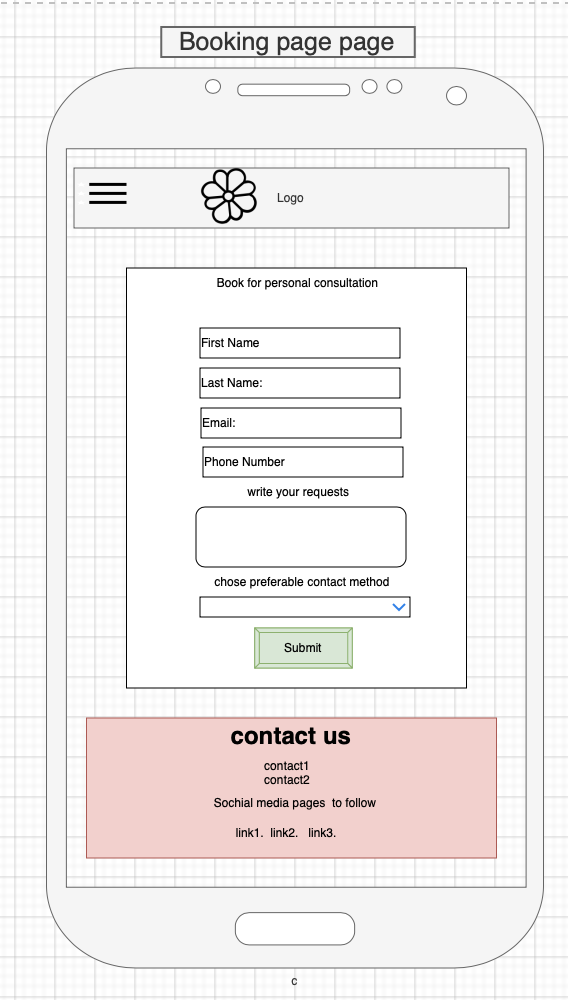 Booking page page
Logo
Book for personal consultation
First Name
Last Name:
Email:
Phone Number
write your requests
chose preferable contact method
Submit
contact us
contact1
contact2
Sochial media pages  to follow
link1.  link2.   link3.
c